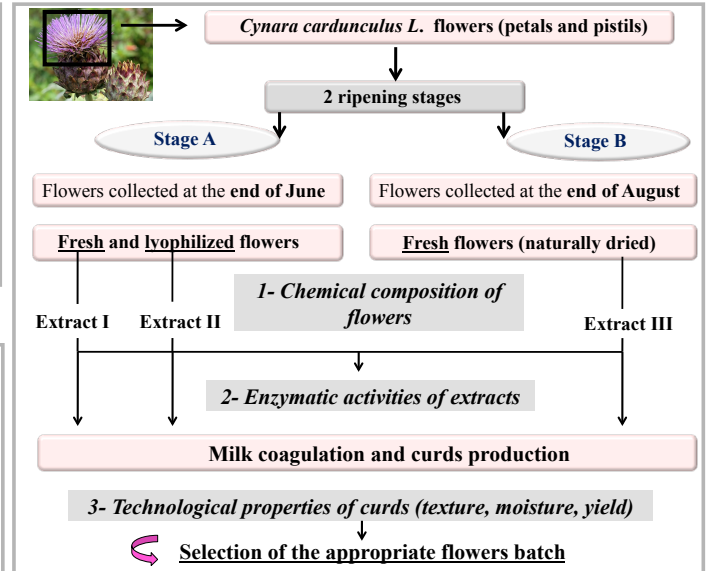 Cynara cardunculus L. flowers (petals and pistils)
2 ripening stages
Stage A
Stage B
Flowers collected at the end of June
Flowers collected at the end of August
Fresh and lyophilized flowers
Fresh flowers (naturally dried)
1- Chemical composition of
flowers
Extract I
Extract II
Extract III
2- Enzymatic activities of extracts
Milk coagulation and curds production
3- Technological properties of curds (texture, moisture, yield)
Selection of the appropriate flowers batch